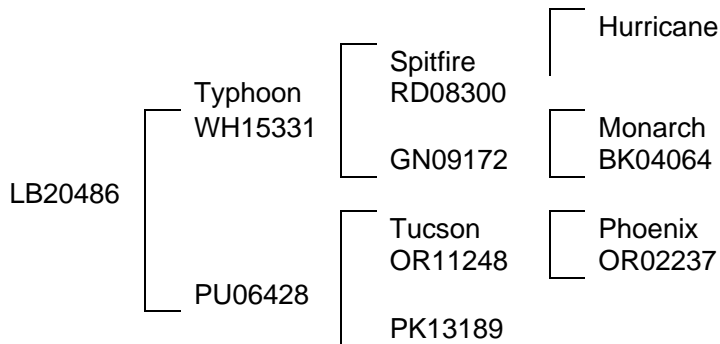 Hurricane
Spitfire
RD08300
Typhoon
WH15331
Monarch
GN09172
BK04064
LB20486
Tucson
Phoenix
OR11248
OR02237
PU06428
PK13189